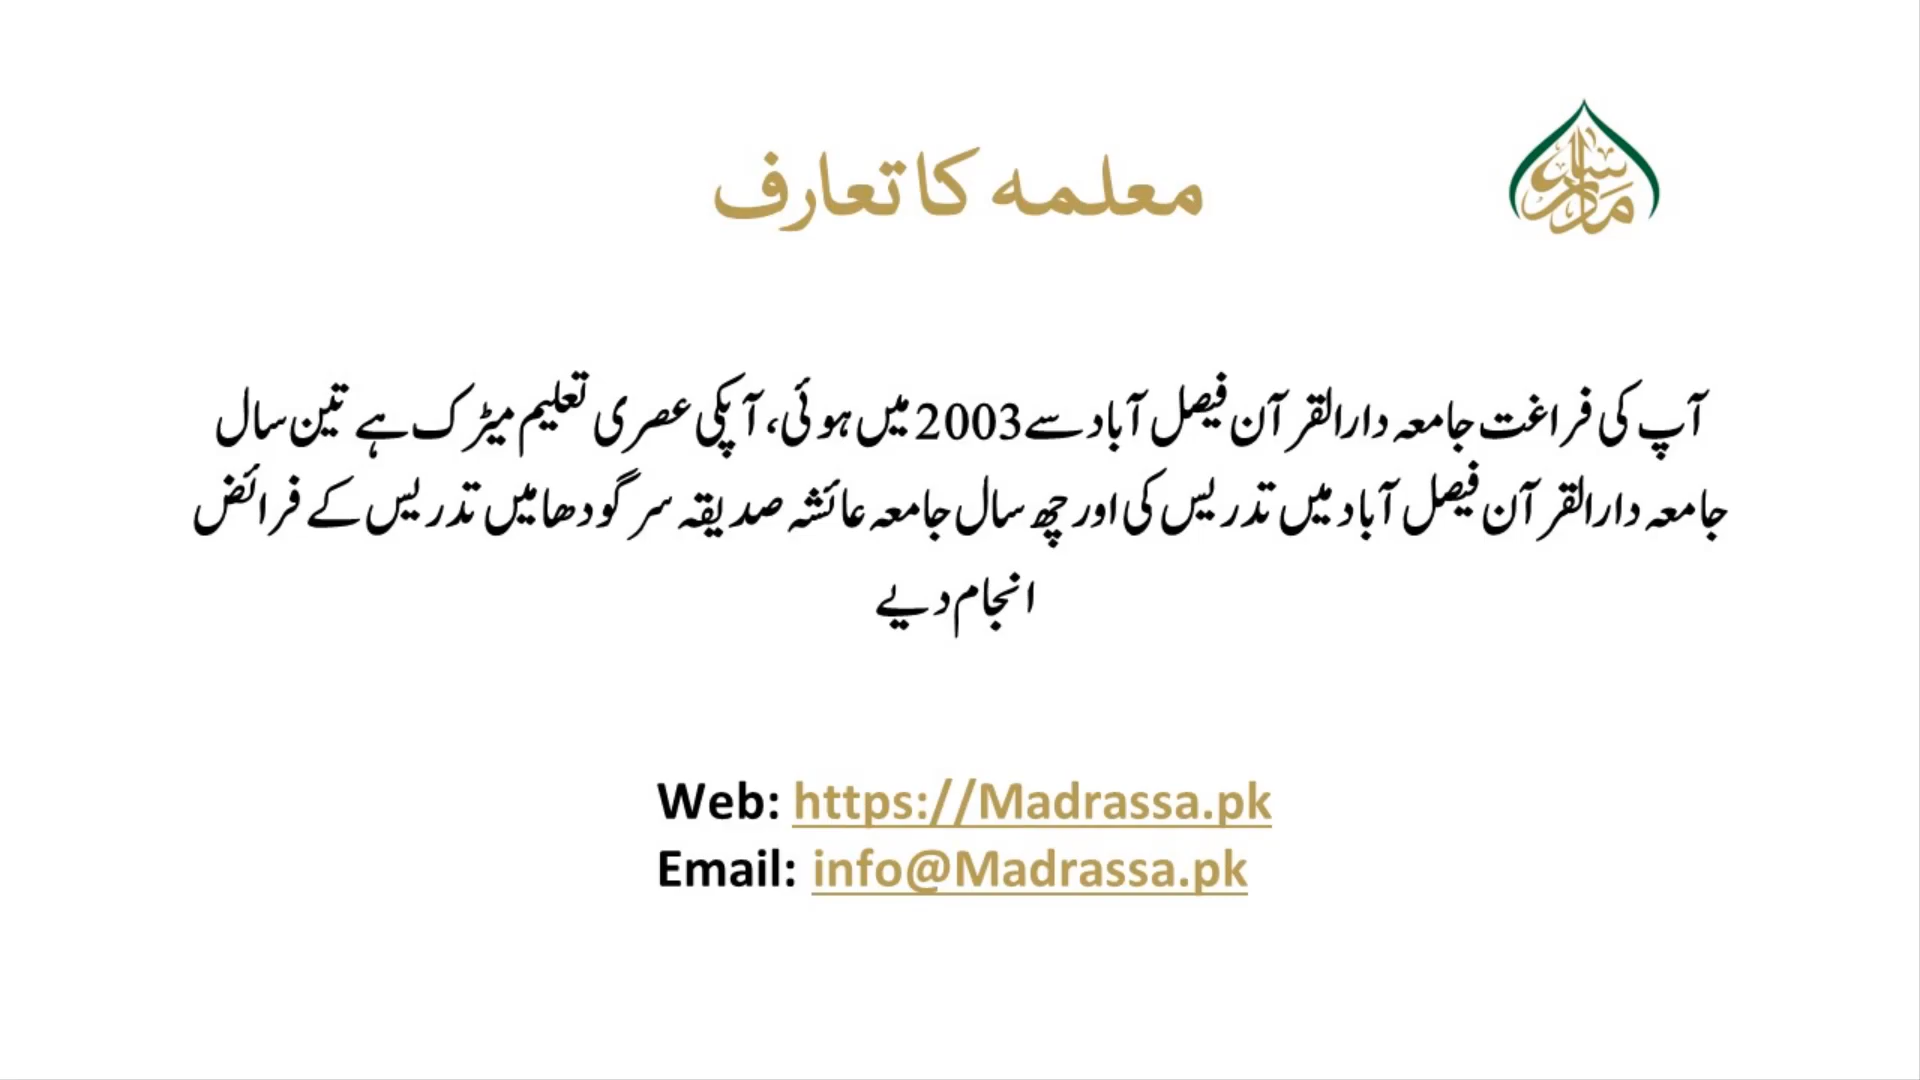 معلمہ کا تعارف
مدرسہ
آپ کی فراغت جامعہ دارالقرآن فیصل آباد سے 2003 میں ہوئی، آپکی عصری تعلیم میٹرک ہے تین سال
جامعہ دارالقرآن فیصل آباد میں تدریس کی اور چھ سال جامعہ عائشہ صدیقہ سرگودھا میں تدریس کے فرائض
انجام دیے
Web: https://Madrassa.pk
Email: info@Madrassa.pk